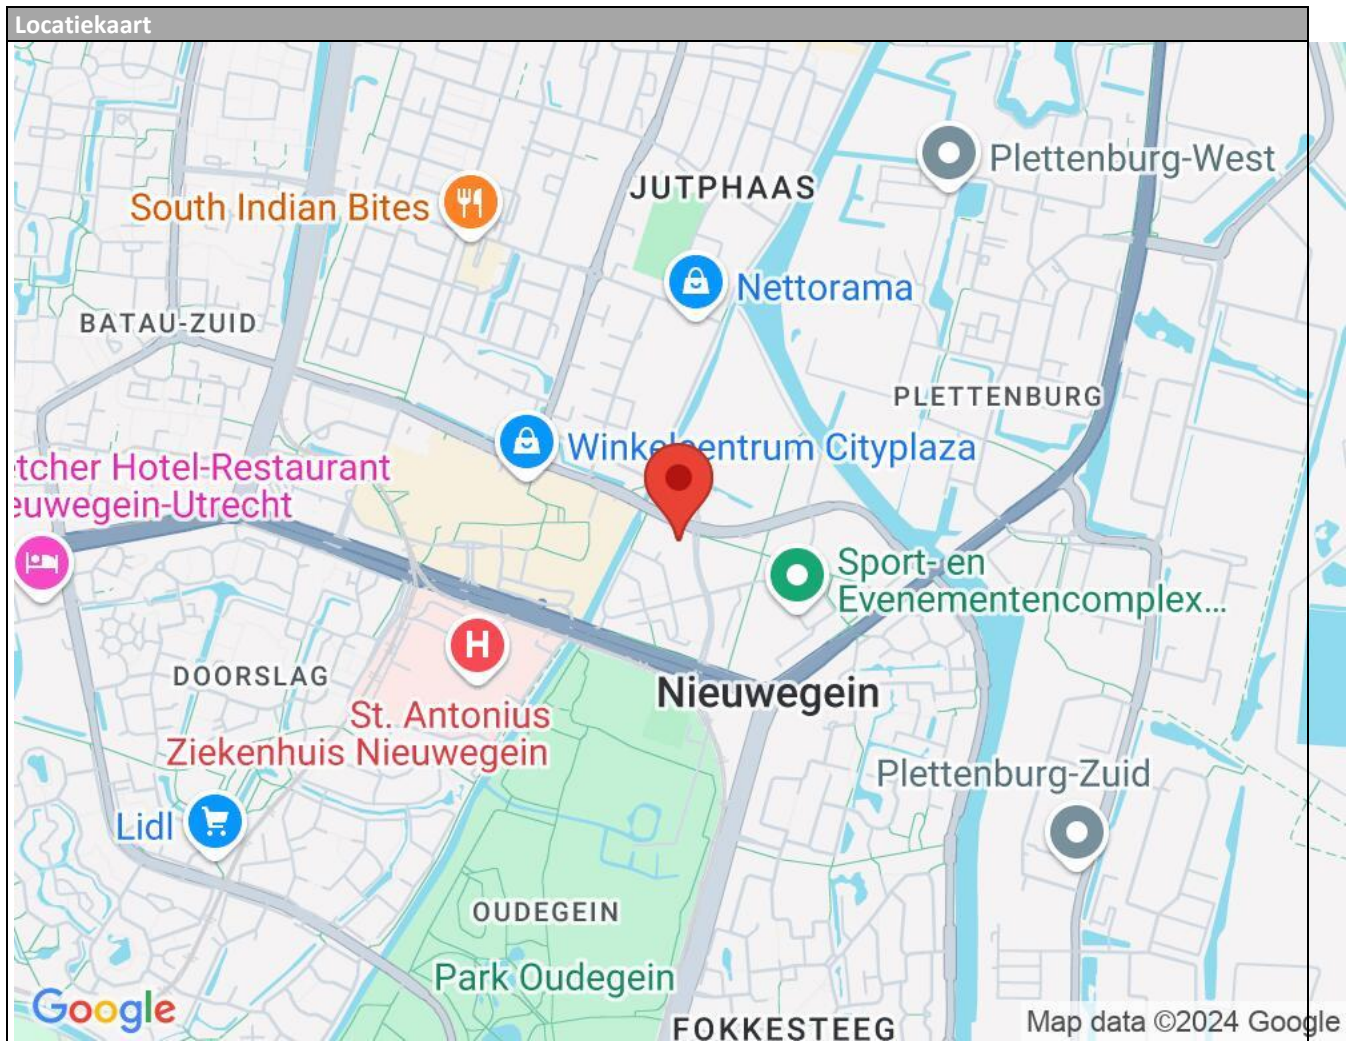 Locatiekaart
Plettenburg-West
JUTPHAAS
South Indian Bites
Nettorama
BATAU-ZUID
PLETTENBURG
Winkelcentrum Cityplaza
etcher Hotel-Restaurant
euwegein-Utrecht
Sport- en
Evenementencomplex...
H
DOORSLAG
Nieuwegein
St. Antonius
Ziekenhuis Nieuwegein
Plettenburg-Zuid
Lidl
OUDEGEIN
Park Oudegein
Google
FOKKESTEEG
Map data ©2024 Google